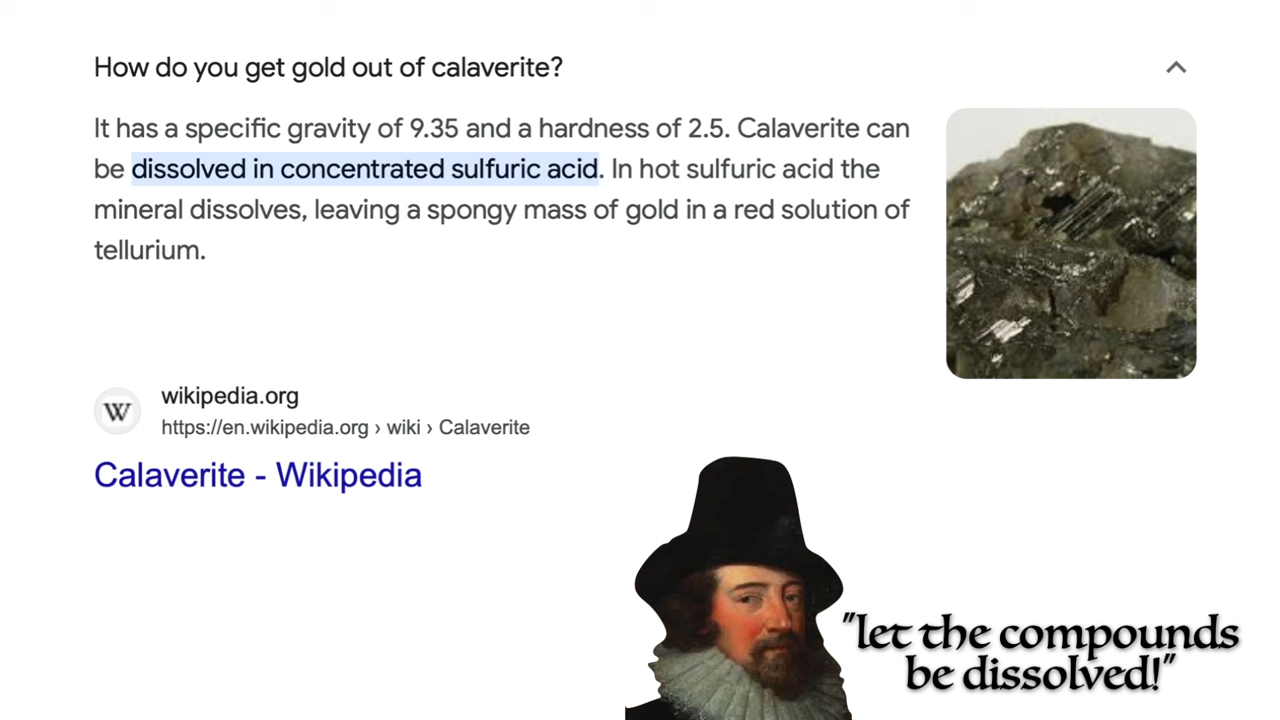 How do you get gold out of calaverite?
It has a specific gravity of 9.35 and a hardness of 2.5. Calaverite can
be dissolved in concentrated sulfuric acid. In hot sulfuric acid the
mineral dissolves, leaving a spongy mass of gold in a red solution of
tellurium.
W
wikipedia.org
https://en.wikipedia.org › wiki › Calaverite
Calaverite - Wikipedia
"let the compounds
be dissolved!"